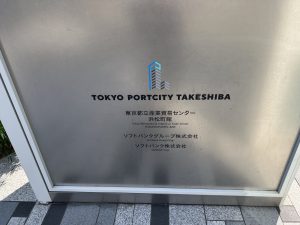 TOKYO PORTCITY TAKESHIBA
東京都立産業貿易センター
浜松町館
ソフトバンクグループ株式会社
ソフトバンク株式会社